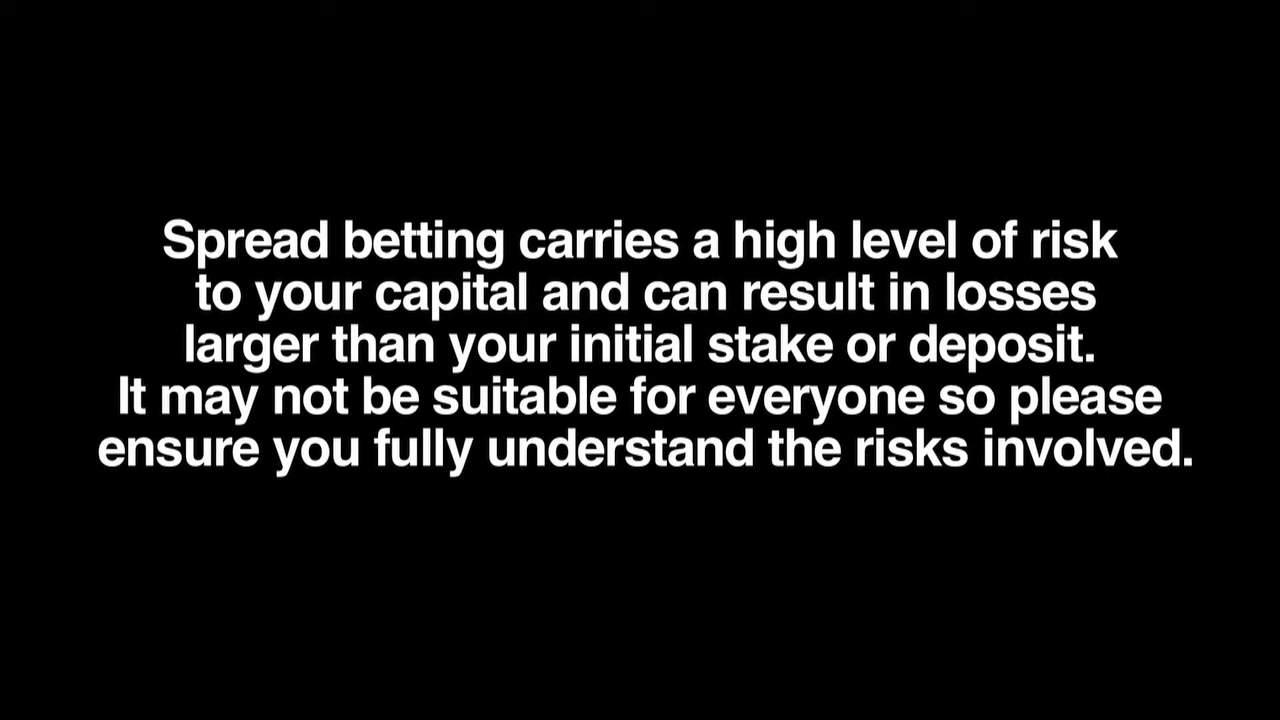 Spread betting carries a high level of risk
to your capital and can result in losses
larger than your initial stake or deposit.
It may not be suitable for everyone so please
ensure you fully understand the risks involved.